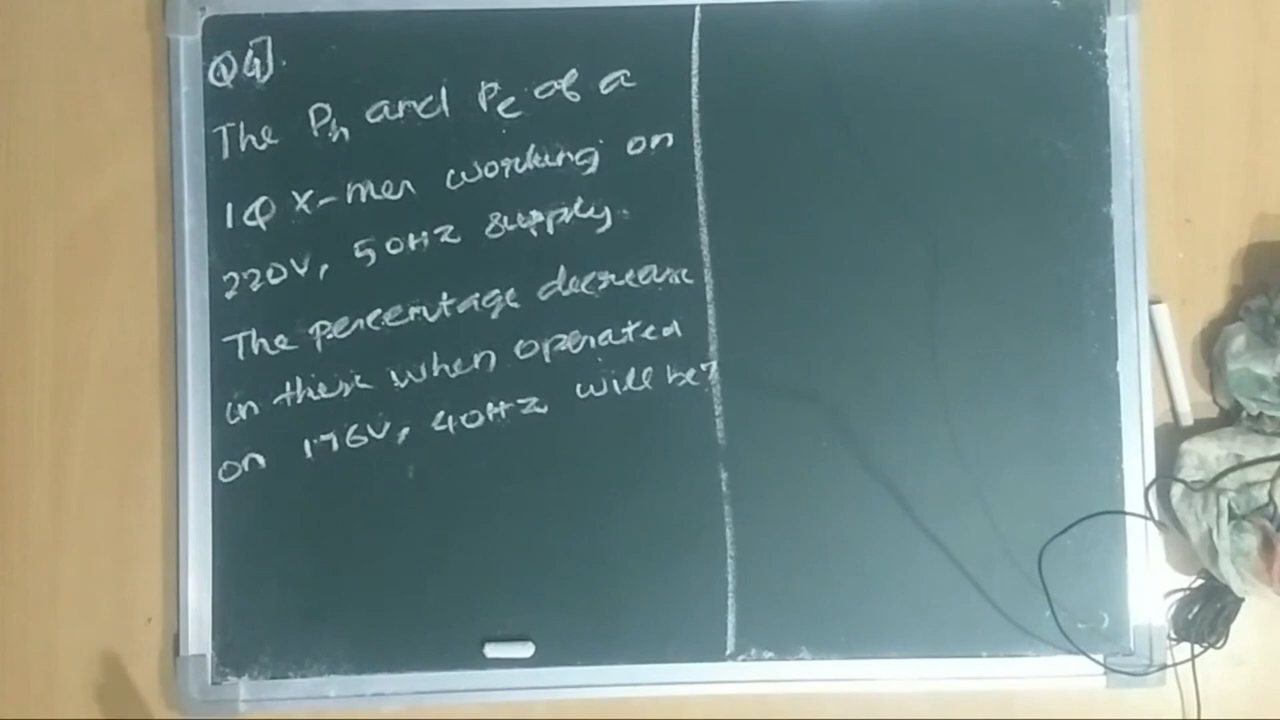 Q4].
The Ph and Pe of a
1Φ X-mer working on
220V, 50HZ supply.
The percentage decrease
in these when operated
on 176V, 40HZ will be?